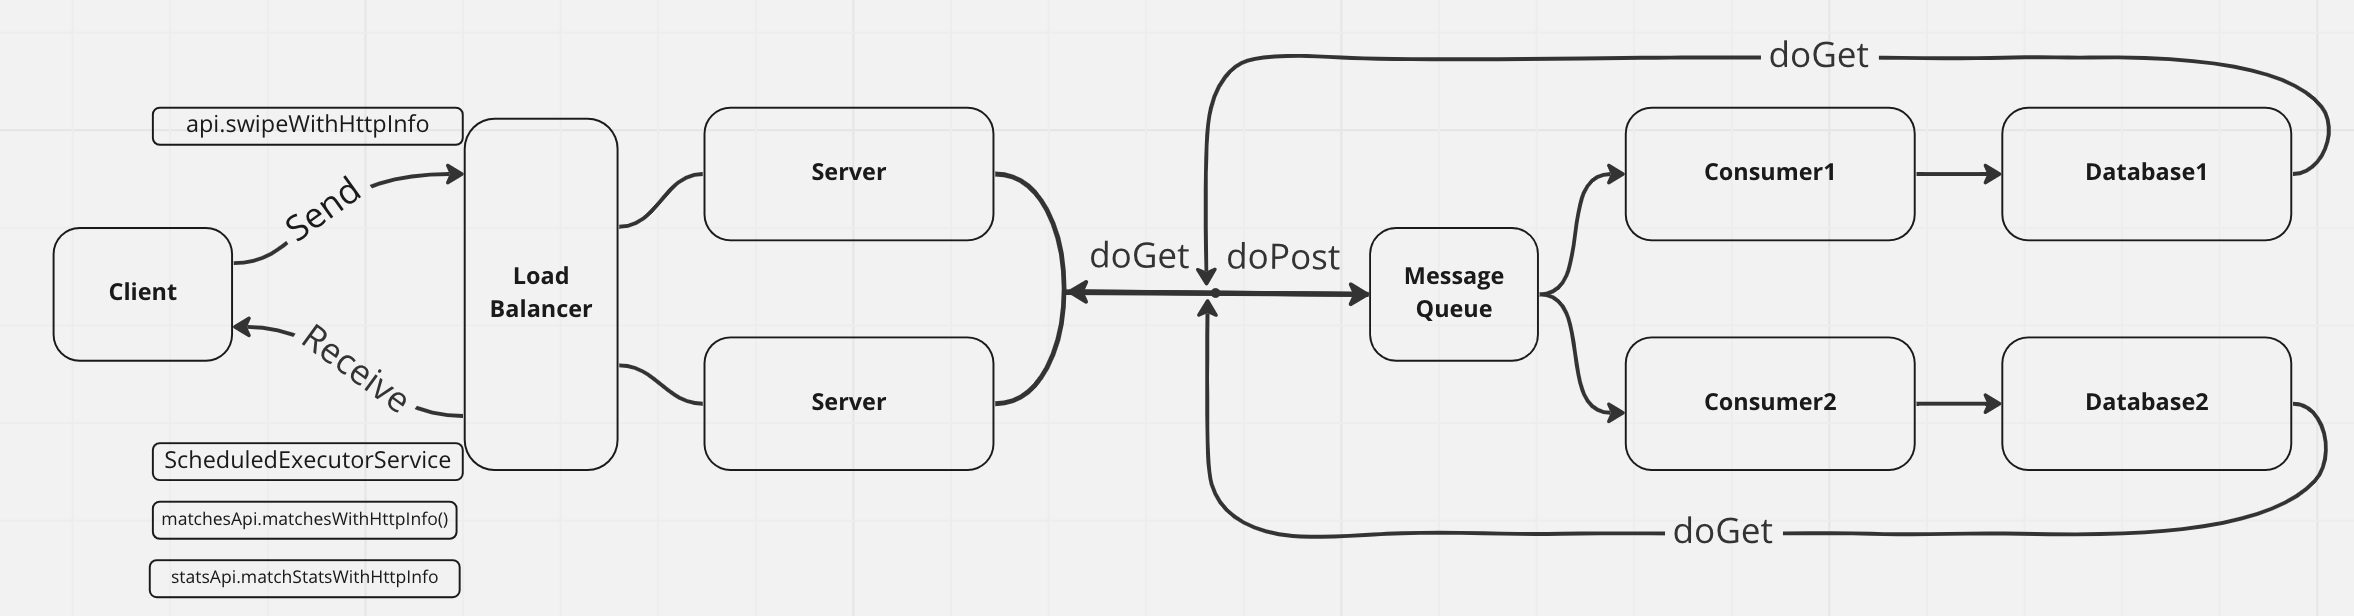 doGet
api.swipeWithHttpInfo
Send
Server
Consumer1
Database1
Client
Load
Balancer
doGet
doPost
Message
Queue
Receive
Server
Consumer2
Database2
ScheduledExecutorService
matchesApi.matchesWithHttpInfo()
doGet
statsApi.matchStatsWithHttpInfo